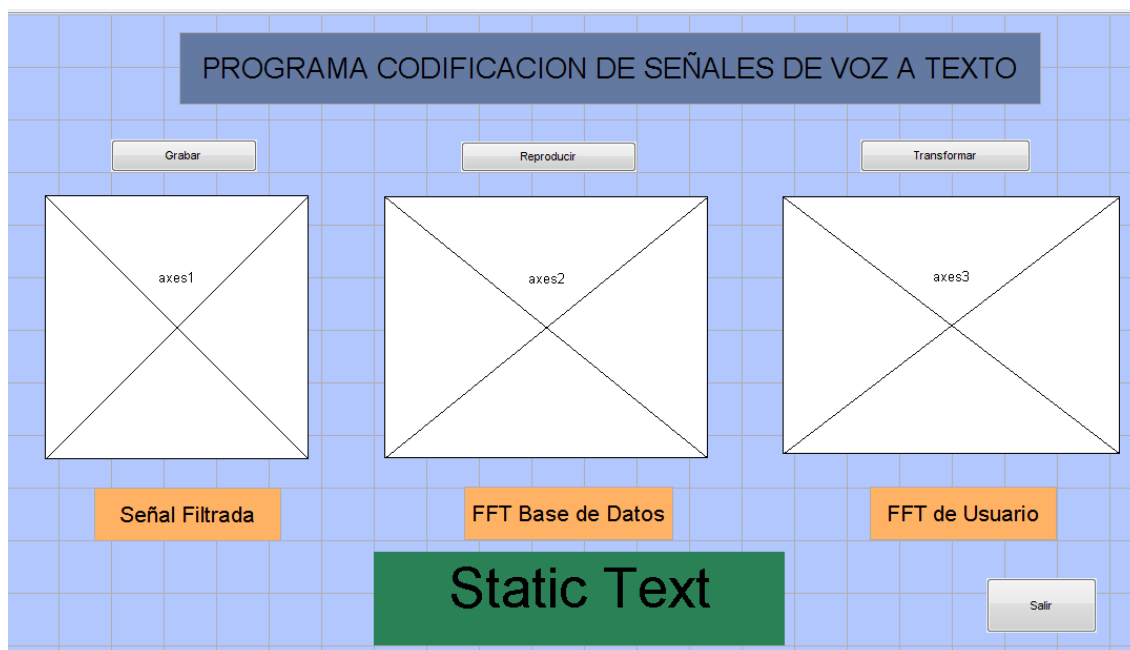 PROGRAMA CODIFICACION DE SEÑALES DE VOZ A TEXTO
Grabar
Reproducir
Transformar
axes1
axes2
axes3
Señal Filtrada
FFT Base de Datos
FFT de Usuario
Static Text
Salir